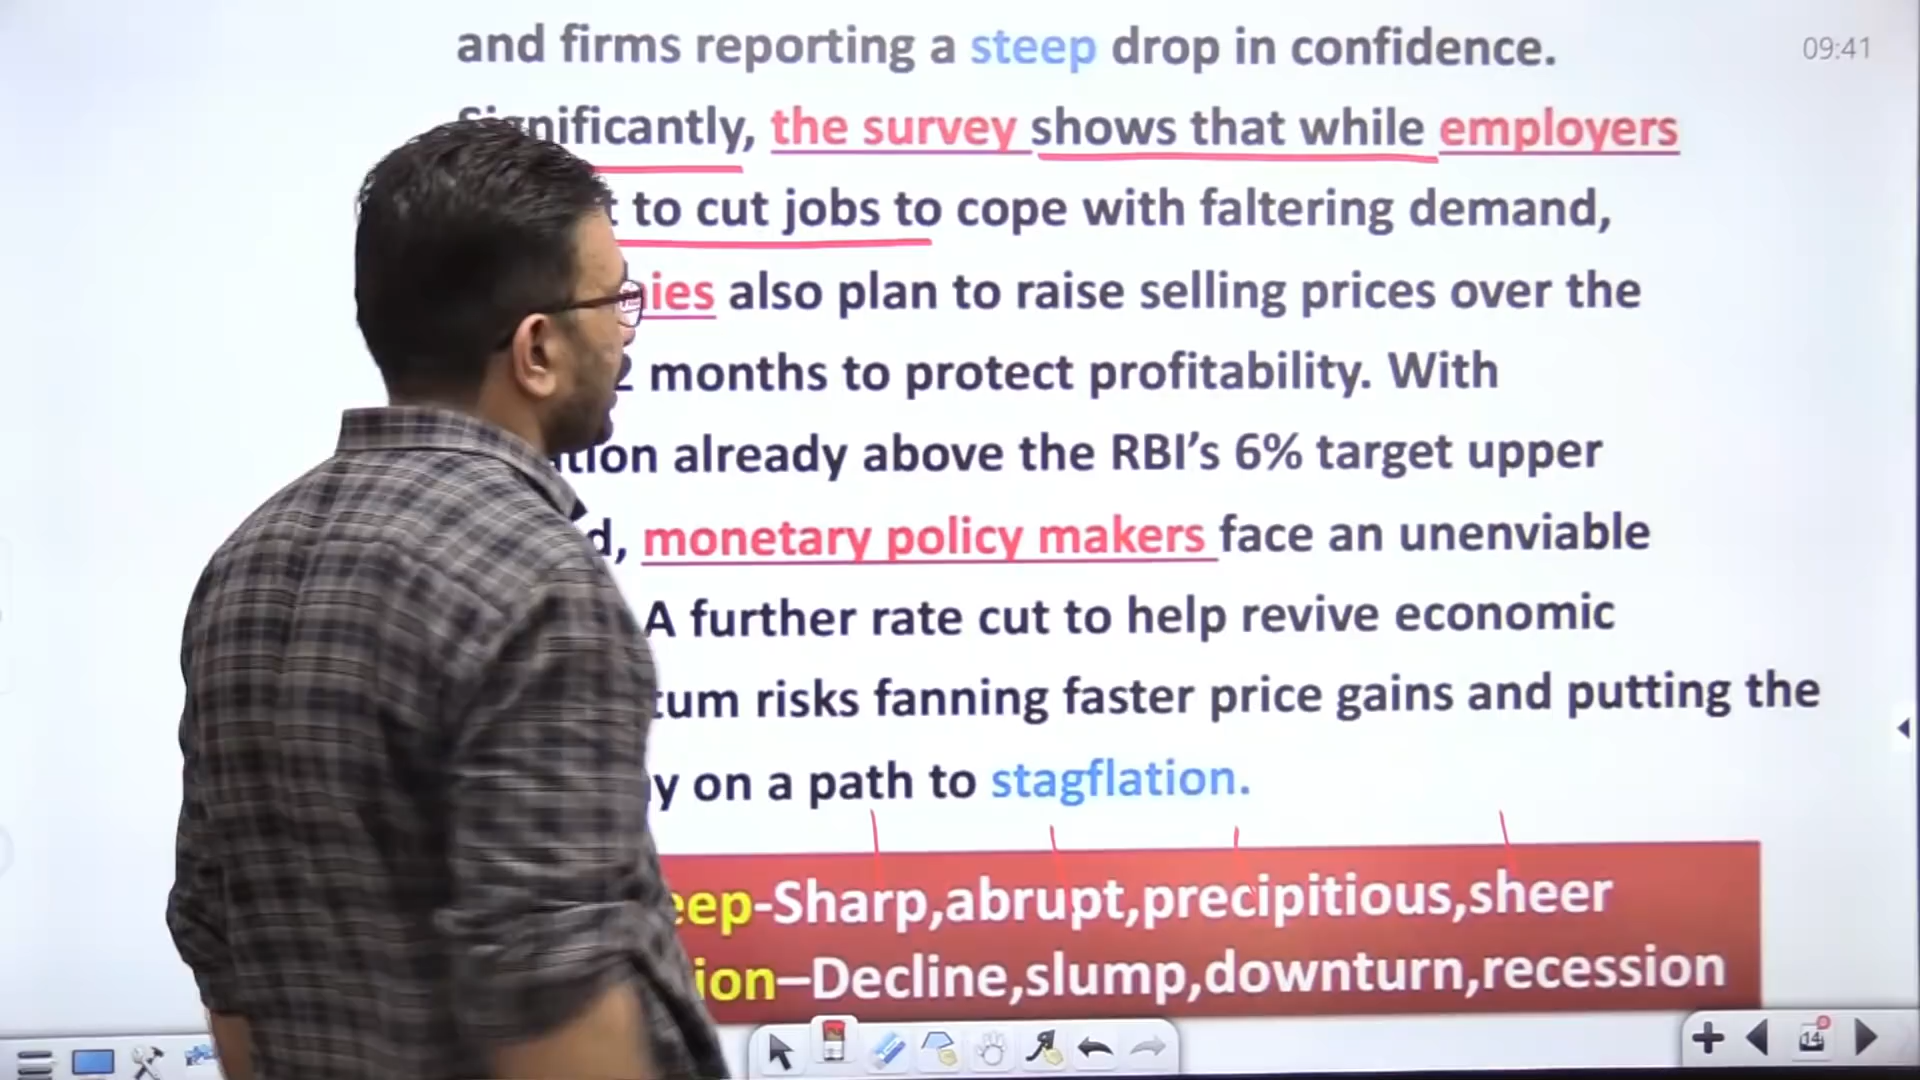 and firms reporting a steep drop in confidence.
09:41
Significantly, the survey shows that while employers
to cut jobs to cope with faltering demand,
also plan to raise selling prices over the
months to protect profitability. With
already above the RBI's 6% target upper
monetary policy makers face an unenviable
A further rate cut to help revive economic
risks fanning faster price gains and putting the
on a path to stagflation.
-Sharp,abrupt,precipitious,sheer
–Decline,slump,downturn,recession
14